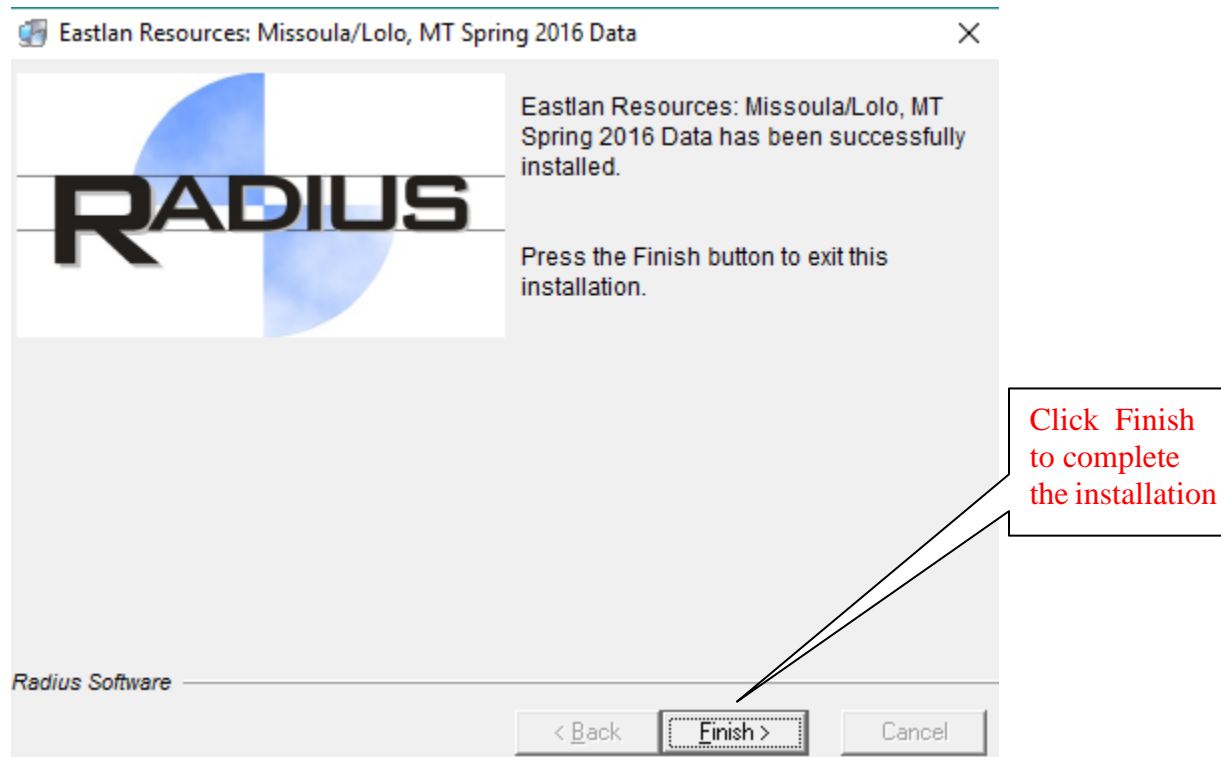 Eastlan Resources: Missoula/Lolo, MT Spring 2016 Data
RADIUS
Eastlan Resources: Missoula/Lolo, MT
Spring 2016 Data has been successfully
installed.
Press the Finish button to exit this
installation.
Click Finish
to complete
the installation
Radius Software
< Back
Finish >
Cancel